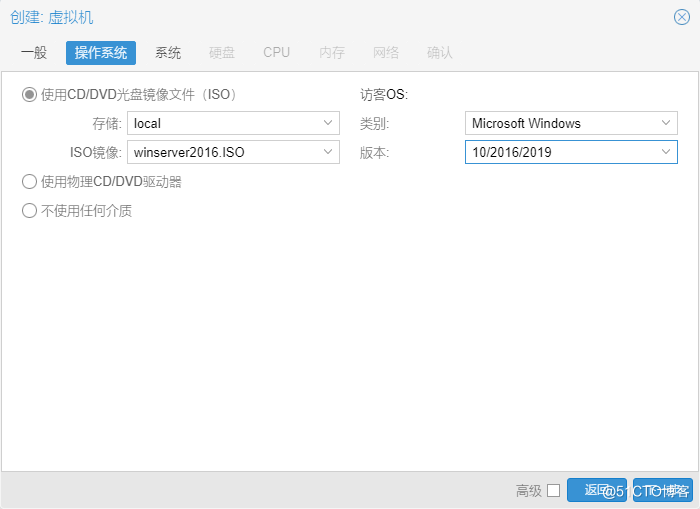 创建: 虚拟机
一般 操作系统 系统 硬盘 CPU 内存 网络 确认
使用CD/DVD光盘镜像文件（ISO） 访客OS:
存储: local 类别: Microsoft Windows
ISO镜像: winserver2016.ISO 版本: 10/2016/2019
使用物理CD/DVD驱动器
不使用任何介质
高级 返回 下一步
@51CTO博客